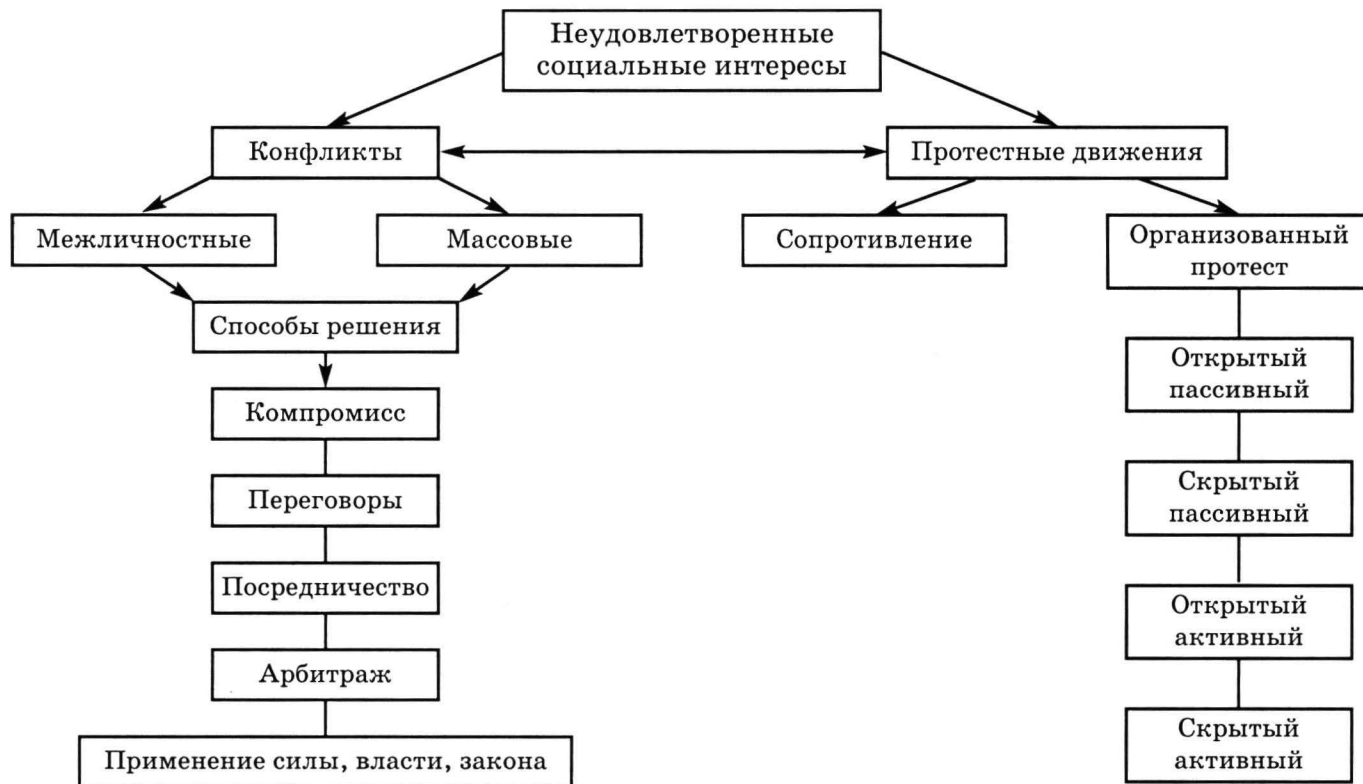 Неудовлетворенные
социальные интересы
Конфликты
Протестные движения
Межличностные
Массовые
Сопротивление
Организованный
протест
Способы решения
Открытый
пассивный
Компромисс
Скрытый
пассивный
Переговоры
Посредничество
Открытый
активный
Арбитраж
Скрытый
активный
Применение силы, власти, закона